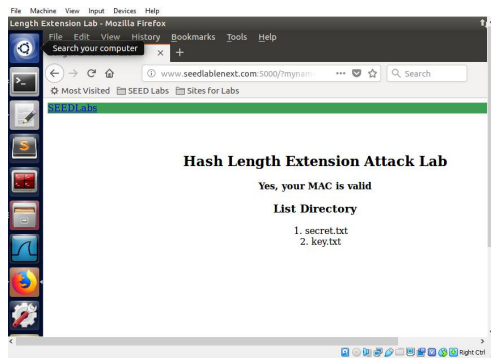 File Machine View Input Devices Help
Length Extension Lab - Mozilla Firefox
File Edit View History Bookmarks Tools Help
Search your computer
www.seedlablenext.com:5000/?myname
Search
Most Visited SEED Labs Sites for Labs
SEEDLabs
Hash Length Extension Attack Lab
Yes, your MAC is valid
List Directory
1. secret.txt
2. key.txt
Right Ctrl